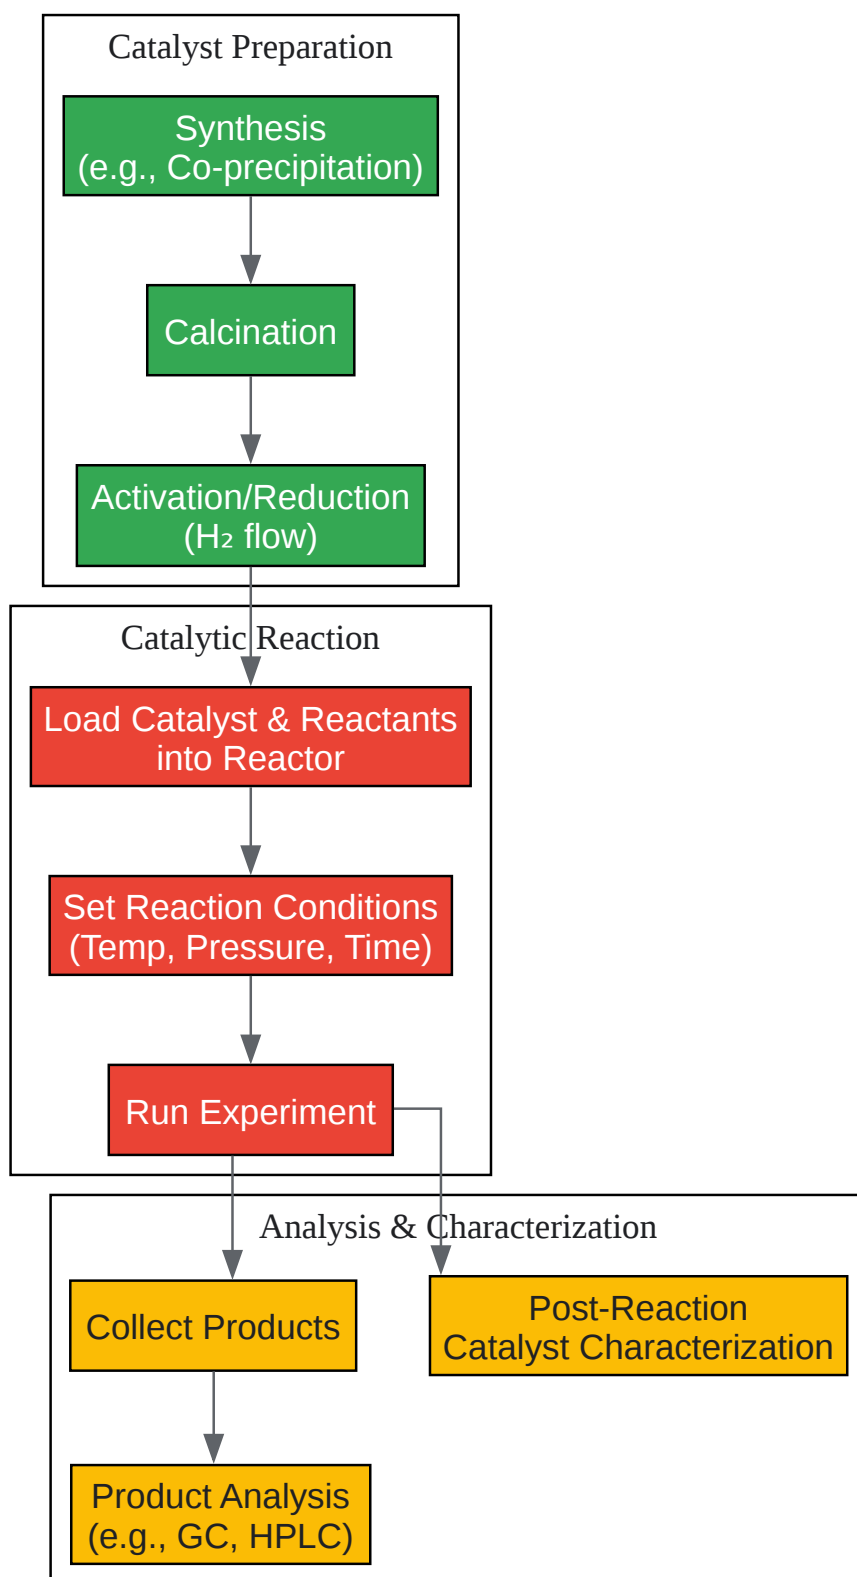 Catalyst Preparation
Synthesis
(e.g., Co-precipitation)
Calcination
Activation/Reduction
(H₂ flow)
Catalytic Reaction
Load Catalyst & Reactants
into Reactor
Set Reaction Conditions
(Temp, Pressure, Time)
Run Experiment
Analysis & Characterization
Collect Products
Post-Reaction
Catalyst Characterization
Product Analysis
(e.g., GC, HPLC)